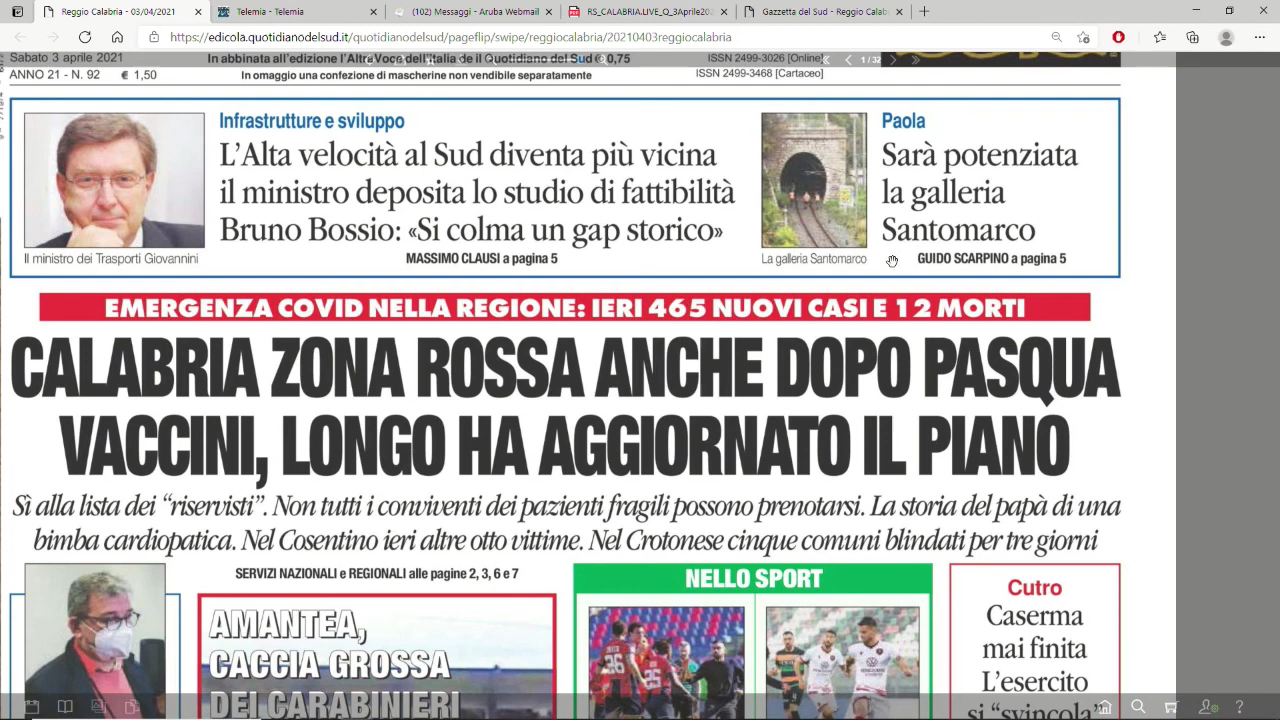 Reggio Calabria - 03/04/2021
Telemia - Telemia
(102) Messaggi - Aruba Webmail
RS_CALABRIA.LIVE_Q_3Aprile202
Gazzetta del Sud - Reggio Calab
https://edicola.quotidianodelsud.it/quotidianodelsud/pageflip/swipe/reggiocalabria/20210403reggiocalabria
Sabato 3 aprile 2021
In abbinata all'edizione l'Altra Voce dell'Italia de il Quotidiano del Sud @ 0,75
ISSN 2499-3026 [Online]
1 / 32
ANNO 21 - N. 92 € 1,50
In omaggio una confezione di mascherine non vendibile separatamente
ISSN 2499-3468 [Cartaceo]
Infrastrutture e sviluppo
L'Alta velocità al Sud diventa più vicina
il ministro deposita lo studio di fattibilità
Bruno Bossio: «Si colma un gap storico»
Il ministro dei Trasporti Giovannini
MASSIMO CLAUSI a pagina 5
Paola
Sarà potenziata
la galleria
Santomarco
La galleria Santomarco
GUIDO SCARPINO a pagina 5
EMERGENZA COVID NELLA REGIONE: IERI 465 NUOVI CASI E 12 MORTI
CALABRIA ZONA ROSSA ANCHE DOPO PASQUA
VACCINI, LONGO HA AGGIORNATO IL PIANO
Sì alla lista dei “riservisti”. Non tutti i conviventi dei pazienti fragili possono prenotarsi. La storia del papà di una
bimba cardiopatica. Nel Cosentino ieri altre otto vittime. Nel Crotonese cinque comuni blindati per tre giorni
SERVIZI NAZIONALI e REGIONALI alle pagine 2, 3, 6 e 7
AMANTEA,
CACCIA GROSSA
DEI CARABINIERI
NELLO SPORT
Cutro
Caserma
mai finita
L'esercito
si “svincola”